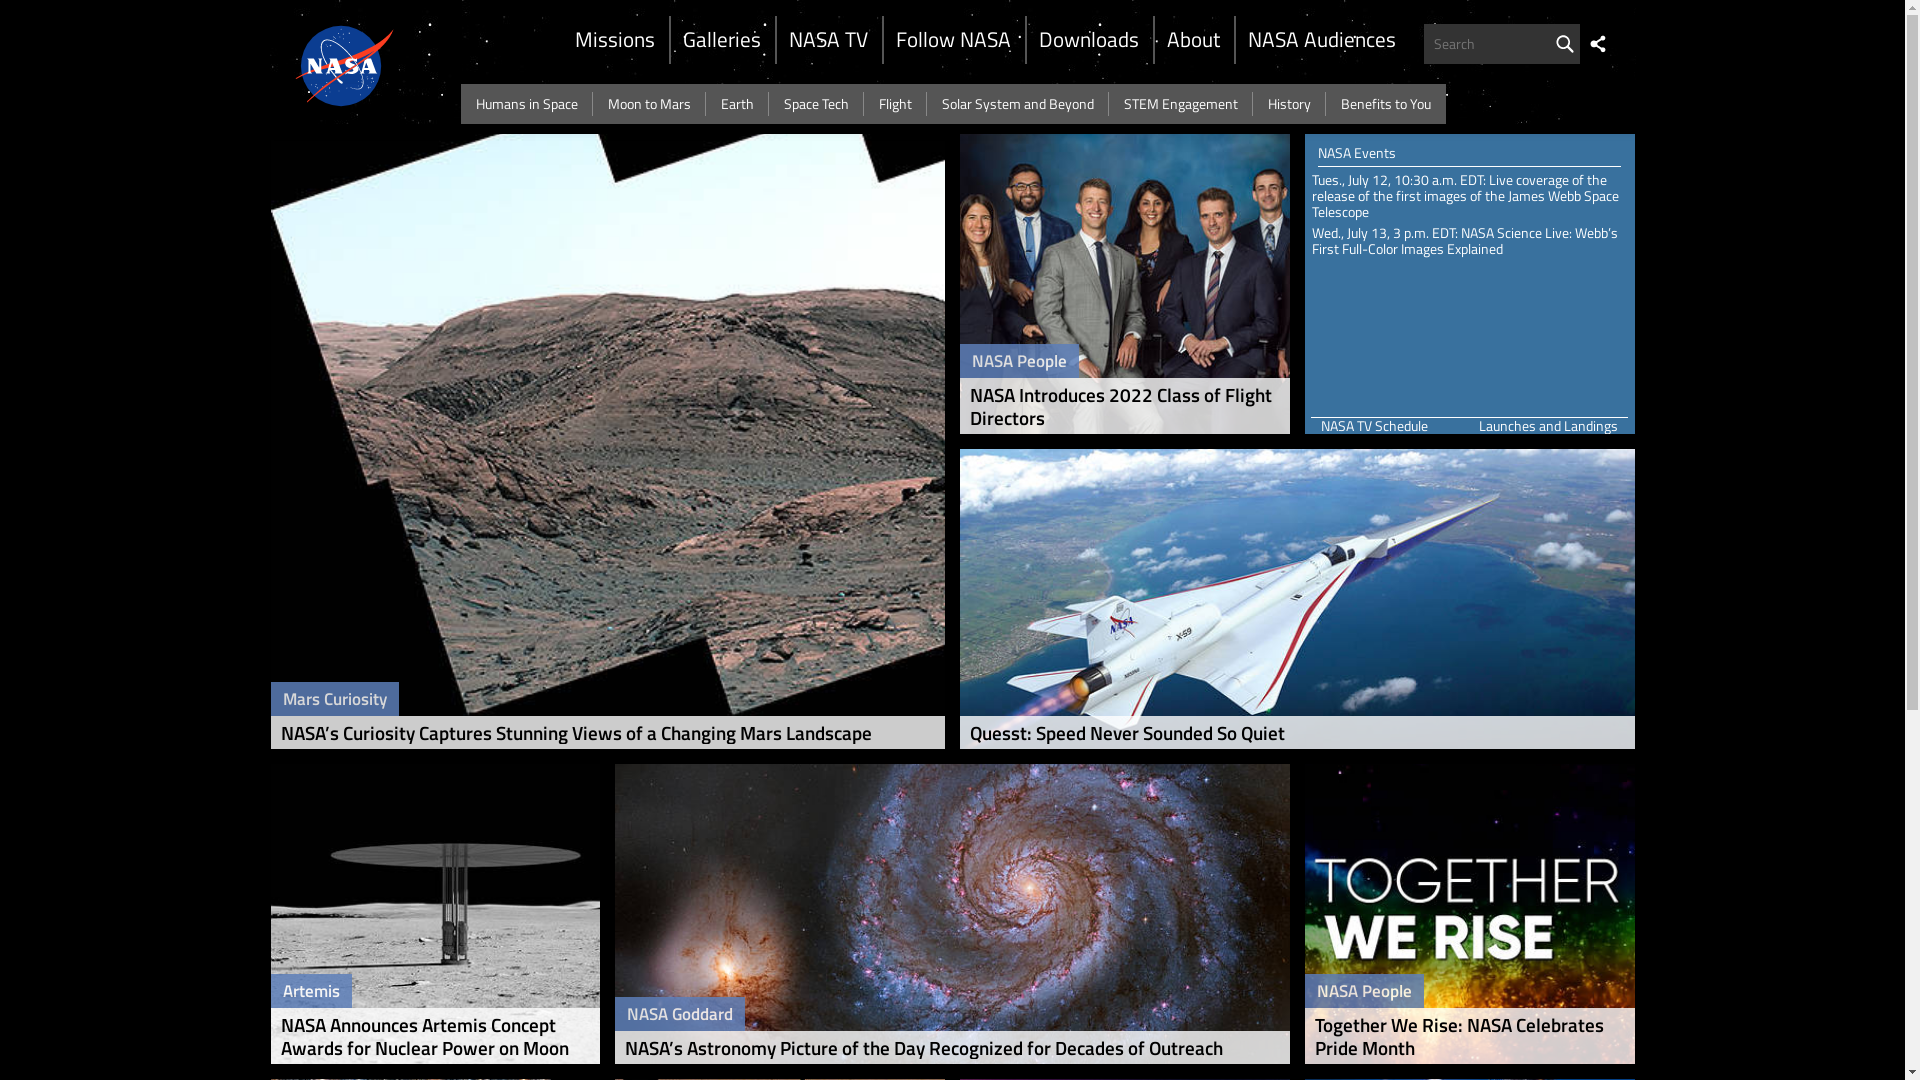 NASA
Missions
Galleries
NASA TV
Follow NASA
Downloads
About
NASA Audiences
Search
Humans in Space
Moon to Mars
Earth
Space Tech
Flight
Solar System and Beyond
STEM Engagement
History
Benefits to You
Mars Curiosity
NASA’s Curiosity Captures Stunning Views of a Changing Mars Landscape
NASA People
NASA Introduces 2022 Class of Flight
Directors
NASA Events
Tues., July 12, 10:30 a.m. EDT: Live coverage of the
release of the first images of the James Webb Space
Telescope
Wed., July 13, 3 p.m. EDT: NASA Science Live: Webb’s
First Full-Color Images Explained
NASA TV Schedule
Launches and Landings
NASA
X-59
Quesst: Speed Never Sounded So Quiet
Artemis
NASA Announces Artemis Concept
Awards for Nuclear Power on Moon
NASA Goddard
NASA’s Astronomy Picture of the Day Recognized for Decades of Outreach
TOGETHER
WE RISE
NASA People
Together We Rise: NASA Celebrates
Pride Month